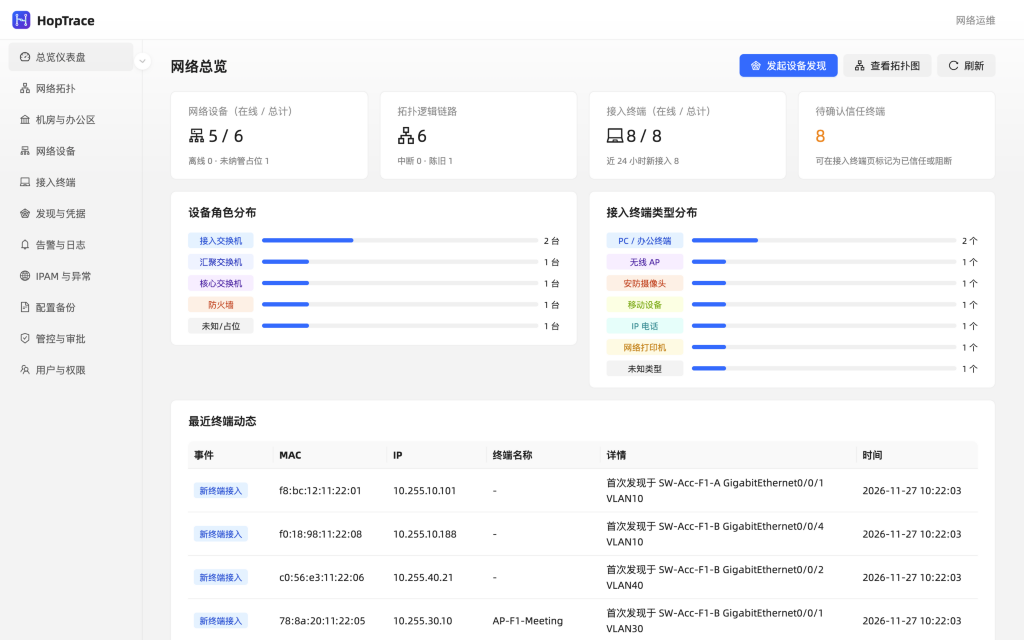 HopTrace
网络运维
总览仪表盘
网络拓扑
机房与办公区
网络设备
接入终端
发现与凭据
告警与日志
IPAM 与异常
配置备份
管控与审批
用户与权限
网络总览
发起设备发现
查看拓扑图
刷新
网络设备（在线 / 总计）
5 / 6
离线 0 · 未纳管占位 1
拓扑逻辑链路
6
中断 0 · 陈旧 1
接入终端（在线 / 总计）
8 / 8
近 24 小时新接入 8
待确认信任终端
8
可在接入终端页标记为已信任或阻断
设备角色分布
接入交换机 2 台
汇聚交换机 1 台
核心交换机 1 台
防火墙 1 台
未知/占位 1 台
接入终端类型分布
PC / 办公终端 2 个
无线 AP 1 个
安防摄像头 1 个
移动设备 1 个
IP 电话 1 个
网络打印机 1 个
未知类型 1 个
最近终端动态
事件 MAC IP 终端名称 详情 时间
新终端接入 f8:bc:12:11:22:01 10.255.10.101 - 首次发现于 SW-Acc-F1-A GigabitEthernet0/0/1 2026-11-27 10:22:03
VLAN10
新终端接入 f0:18:98:11:22:08 10.255.10.188 - 首次发现于 SW-Acc-F1-B GigabitEthernet0/0/4 2026-11-27 10:22:03
VLAN10
新终端接入 c0:56:e3:11:22:06 10.255.40.21 - 首次发现于 SW-Acc-F1-B GigabitEthernet0/0/2 2026-11-27 10:22:03
VLAN40
新终端接入 78:8a:20:11:22:05 10.255.30.10 AP-F1-Meeting 首次发现于 SW-Acc-F1-B GigabitEthernet0/0/1 2026-11-27 10:22:03
VLAN30